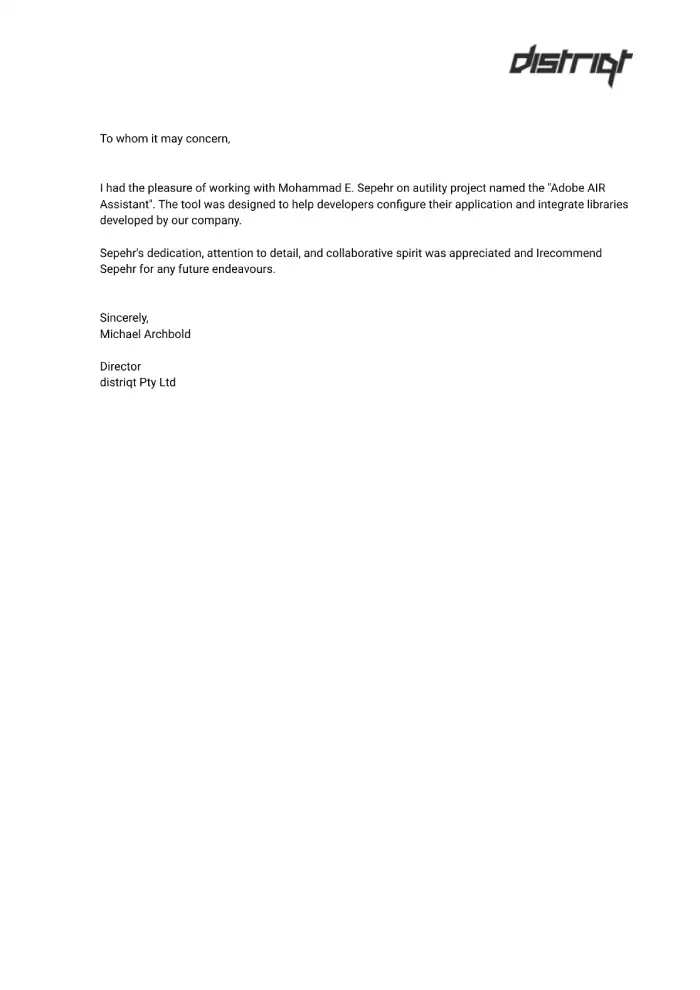 distriqt
To whom it may concern,
I had the pleasure of working with Mohammad E. Sepehr on autility project named the "Adobe AIR
Assistant". The tool was designed to help developers configure their application and integrate libraries
developed by our company.
Sepehr's dedication, attention to detail, and collaborative spirit was appreciated and Irecommend
Sepehr for any future endeavours.
Sincerely,
Michael Archbold
Director
distriqt Pty Ltd